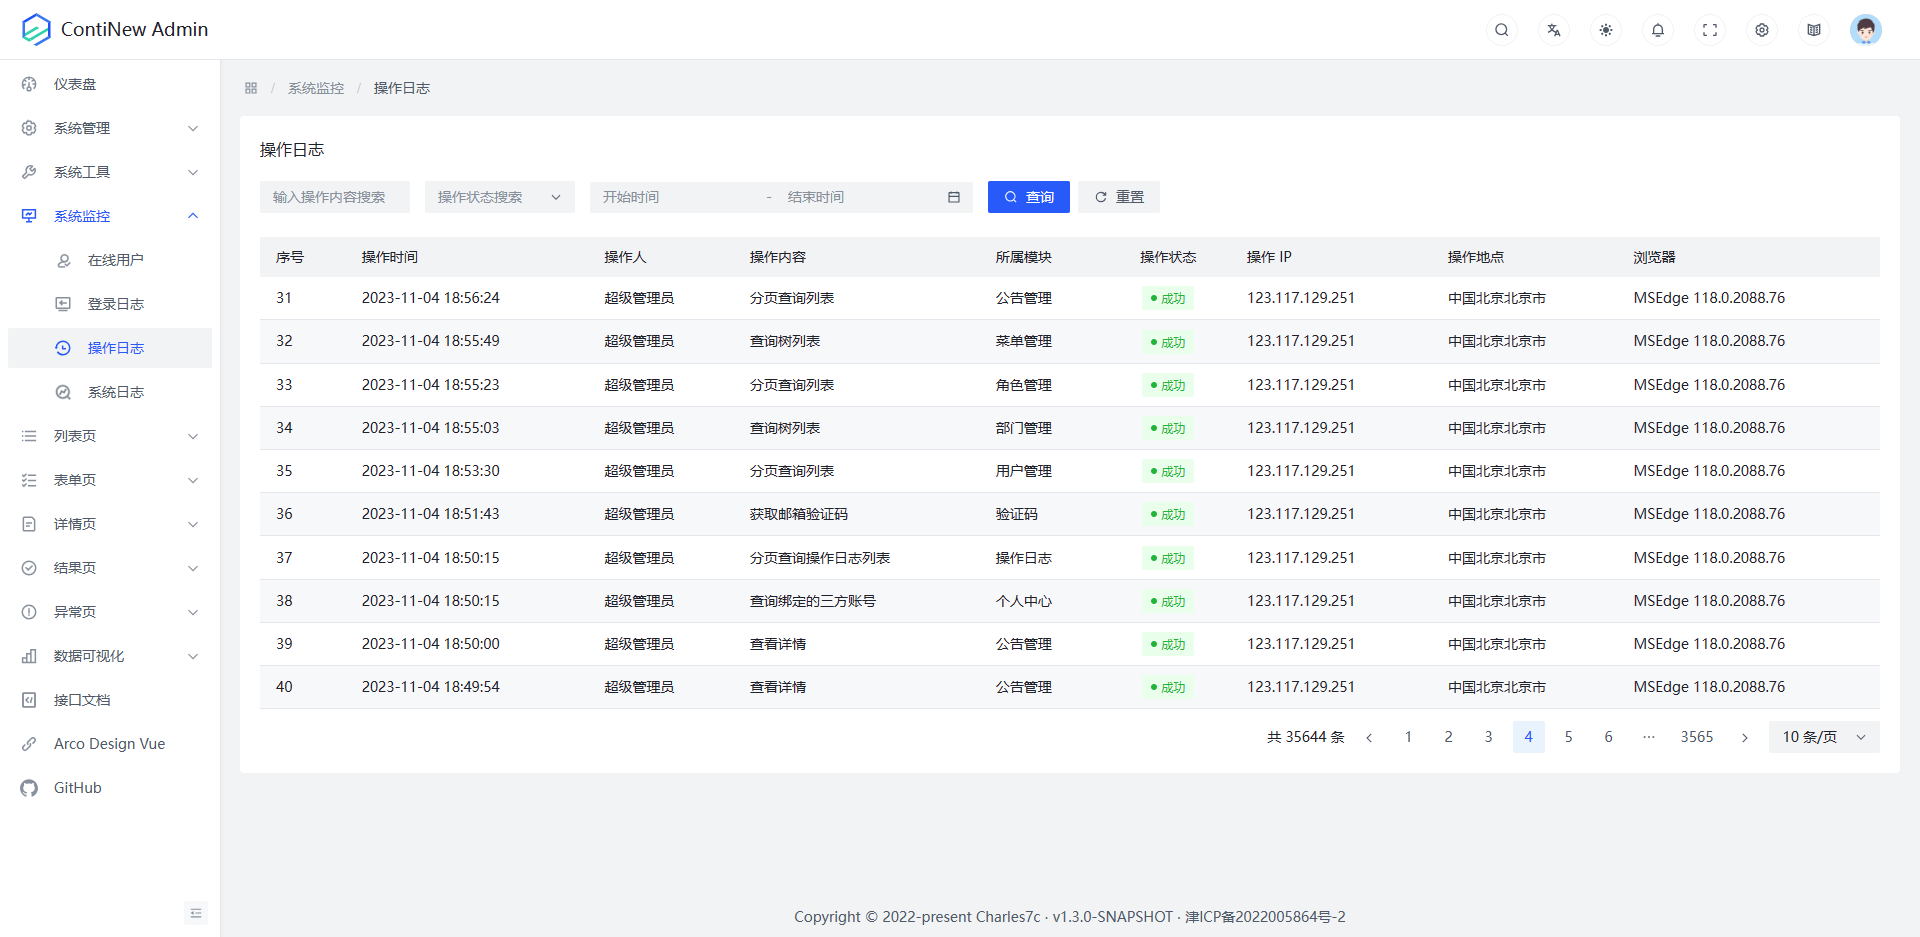 ContiNew Admin
仪表盘
系统管理
系统工具
系统监控
在线用户
登录日志
操作日志
系统日志
列表页
表单页
详情页
结果页
异常页
数据可视化
接口文档
Arco Design Vue
GitHub
/ 系统监控 / 操作日志
操作日志
输入操作内容搜索 操作状态搜索 开始时间 - 结束时间 查询 重置
序号 操作时间 操作人 操作内容 所属模块 操作状态 操作 IP 操作地点 浏览器
31 2023-11-04 18:56:24 超级管理员 分页查询列表 公告管理 成功 123.117.129.251 中国北京北京市 MSEdge 118.0.2088.76
32 2023-11-04 18:55:49 超级管理员 查询树列表 菜单管理 成功 123.117.129.251 中国北京北京市 MSEdge 118.0.2088.76
33 2023-11-04 18:55:23 超级管理员 分页查询列表 角色管理 成功 123.117.129.251 中国北京北京市 MSEdge 118.0.2088.76
34 2023-11-04 18:55:03 超级管理员 查询树列表 部门管理 成功 123.117.129.251 中国北京北京市 MSEdge 118.0.2088.76
35 2023-11-04 18:53:30 超级管理员 分页查询列表 用户管理 成功 123.117.129.251 中国北京北京市 MSEdge 118.0.2088.76
36 2023-11-04 18:51:43 超级管理员 获取邮箱验证码 验证码 成功 123.117.129.251 中国北京北京市 MSEdge 118.0.2088.76
37 2023-11-04 18:50:15 超级管理员 分页查询操作日志列表 操作日志 成功 123.117.129.251 中国北京北京市 MSEdge 118.0.2088.76
38 2023-11-04 18:50:15 超级管理员 查询绑定的三方账号 个人中心 成功 123.117.129.251 中国北京北京市 MSEdge 118.0.2088.76
39 2023-11-04 18:50:00 超级管理员 查看详情 公告管理 成功 123.117.129.251 中国北京北京市 MSEdge 118.0.2088.76
40 2023-11-04 18:49:54 超级管理员 查看详情 公告管理 成功 123.117.129.251 中国北京北京市 MSEdge 118.0.2088.76
共 35644 条 1 2 3 4 5 6 ··· 3565 10 条/页
Copyright © 2022-present Charles7c · v1.3.0-SNAPSHOT · 津ICP备2022005864号-2